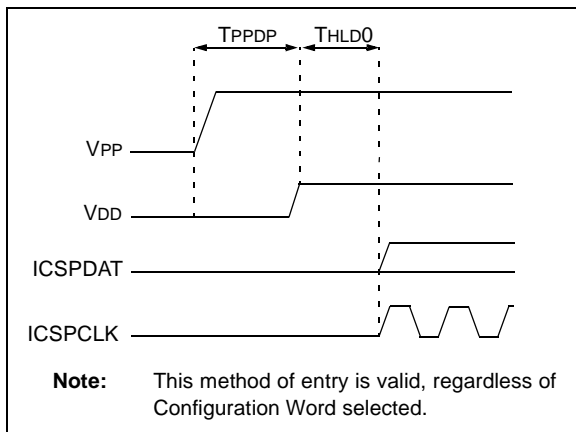 TPPDP THLD0
VPP
VDD
ICSPDAT
ICSPCLK
Note: This method of entry is valid, regardless of
Configuration Word selected.